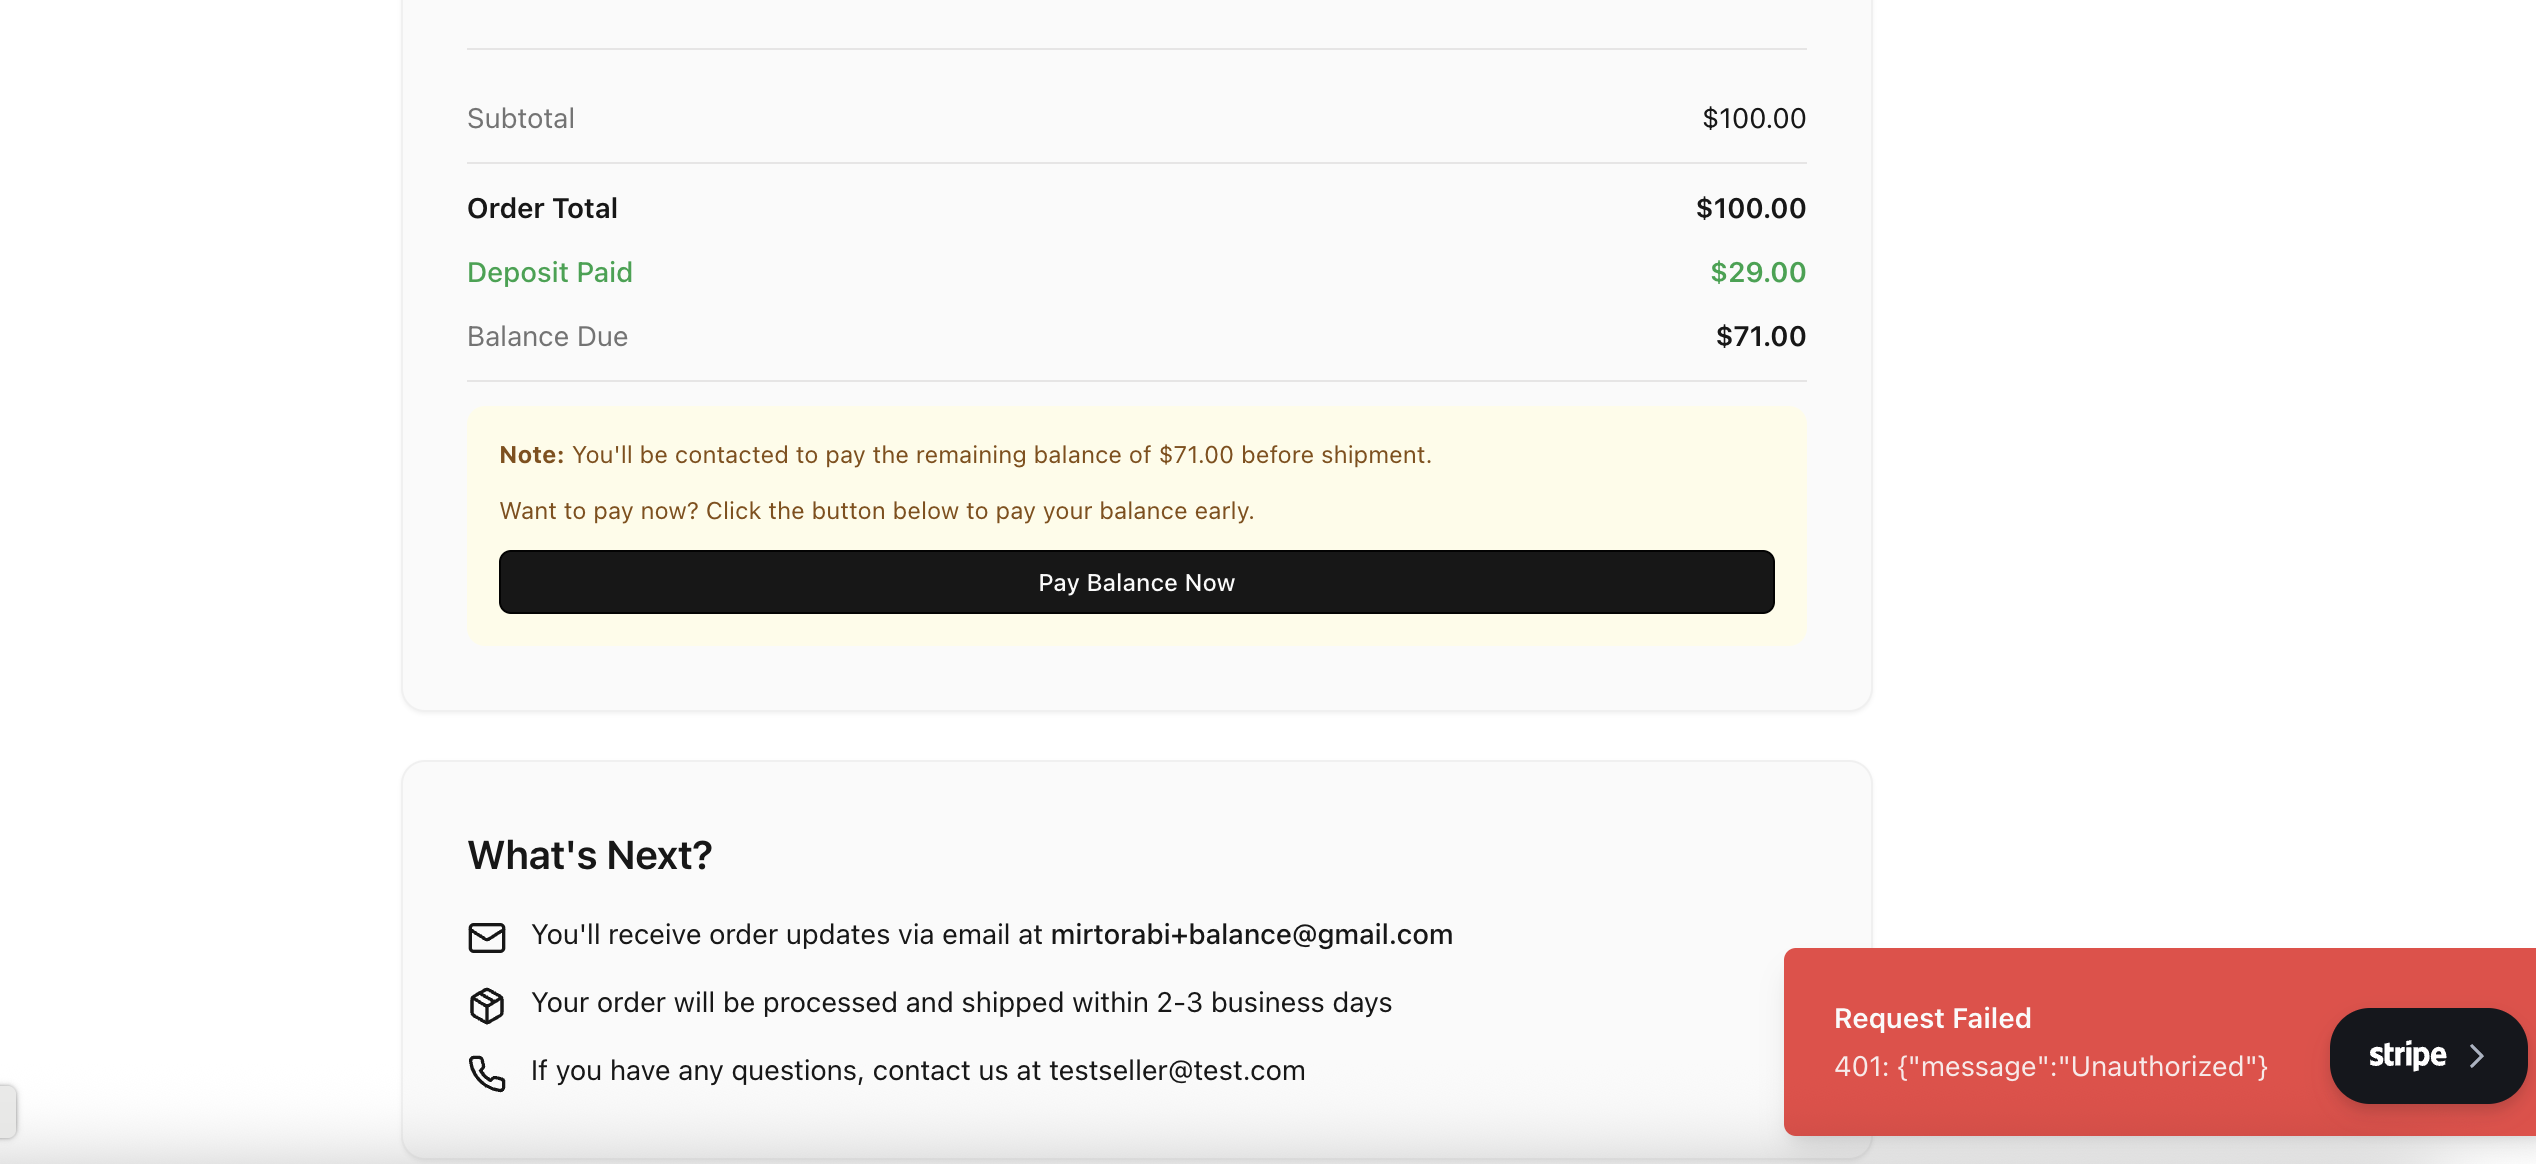 Subtotal $100.00
Order Total $100.00
Deposit Paid $29.00
Balance Due $71.00
Note: You'll be contacted to pay the remaining balance of $71.00 before shipment.
Want to pay now? Click the button below to pay your balance early.
Pay Balance Now
What's Next?
You'll receive order updates via email at mirtorabi+balance@gmail.com
Your order will be processed and shipped within 2-3 business days
If you have any questions, contact us at testseller@test.com
Request Failed
401: {"message":"Unauthorized"}
stripe